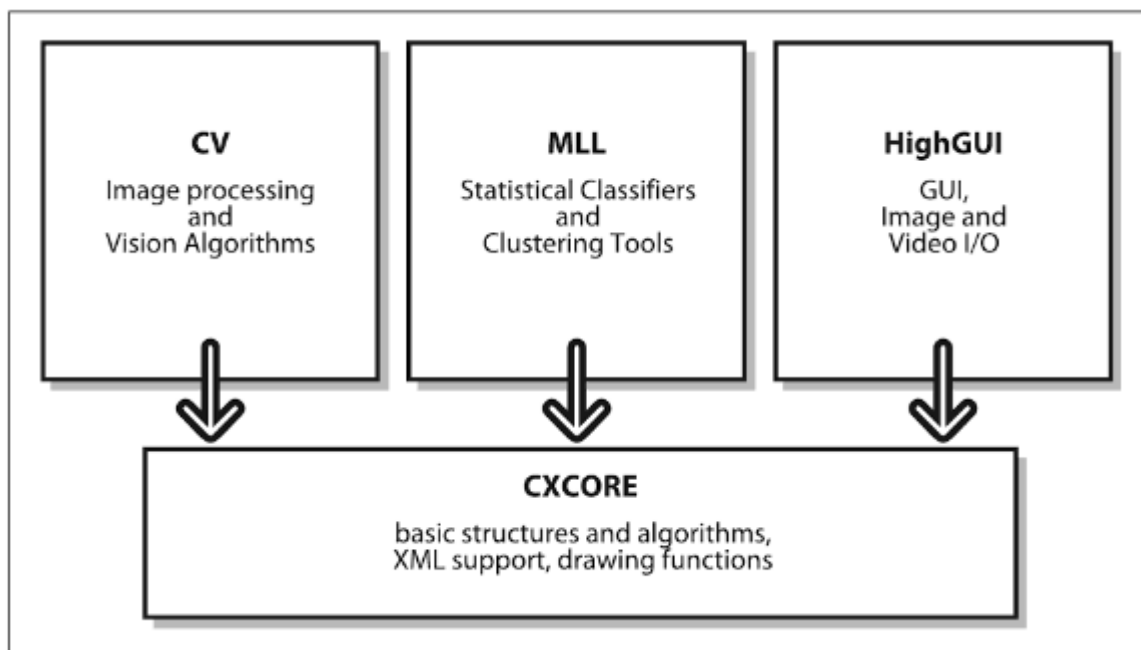 CV
Image processing
and
Vision Algorithms
MLL
Statistical Classifiers
and
Clustering Tools
HighGUI
GUI,
Image and
Video I/O
CXCORE
basic structures and algorithms,
XML support, drawing functions